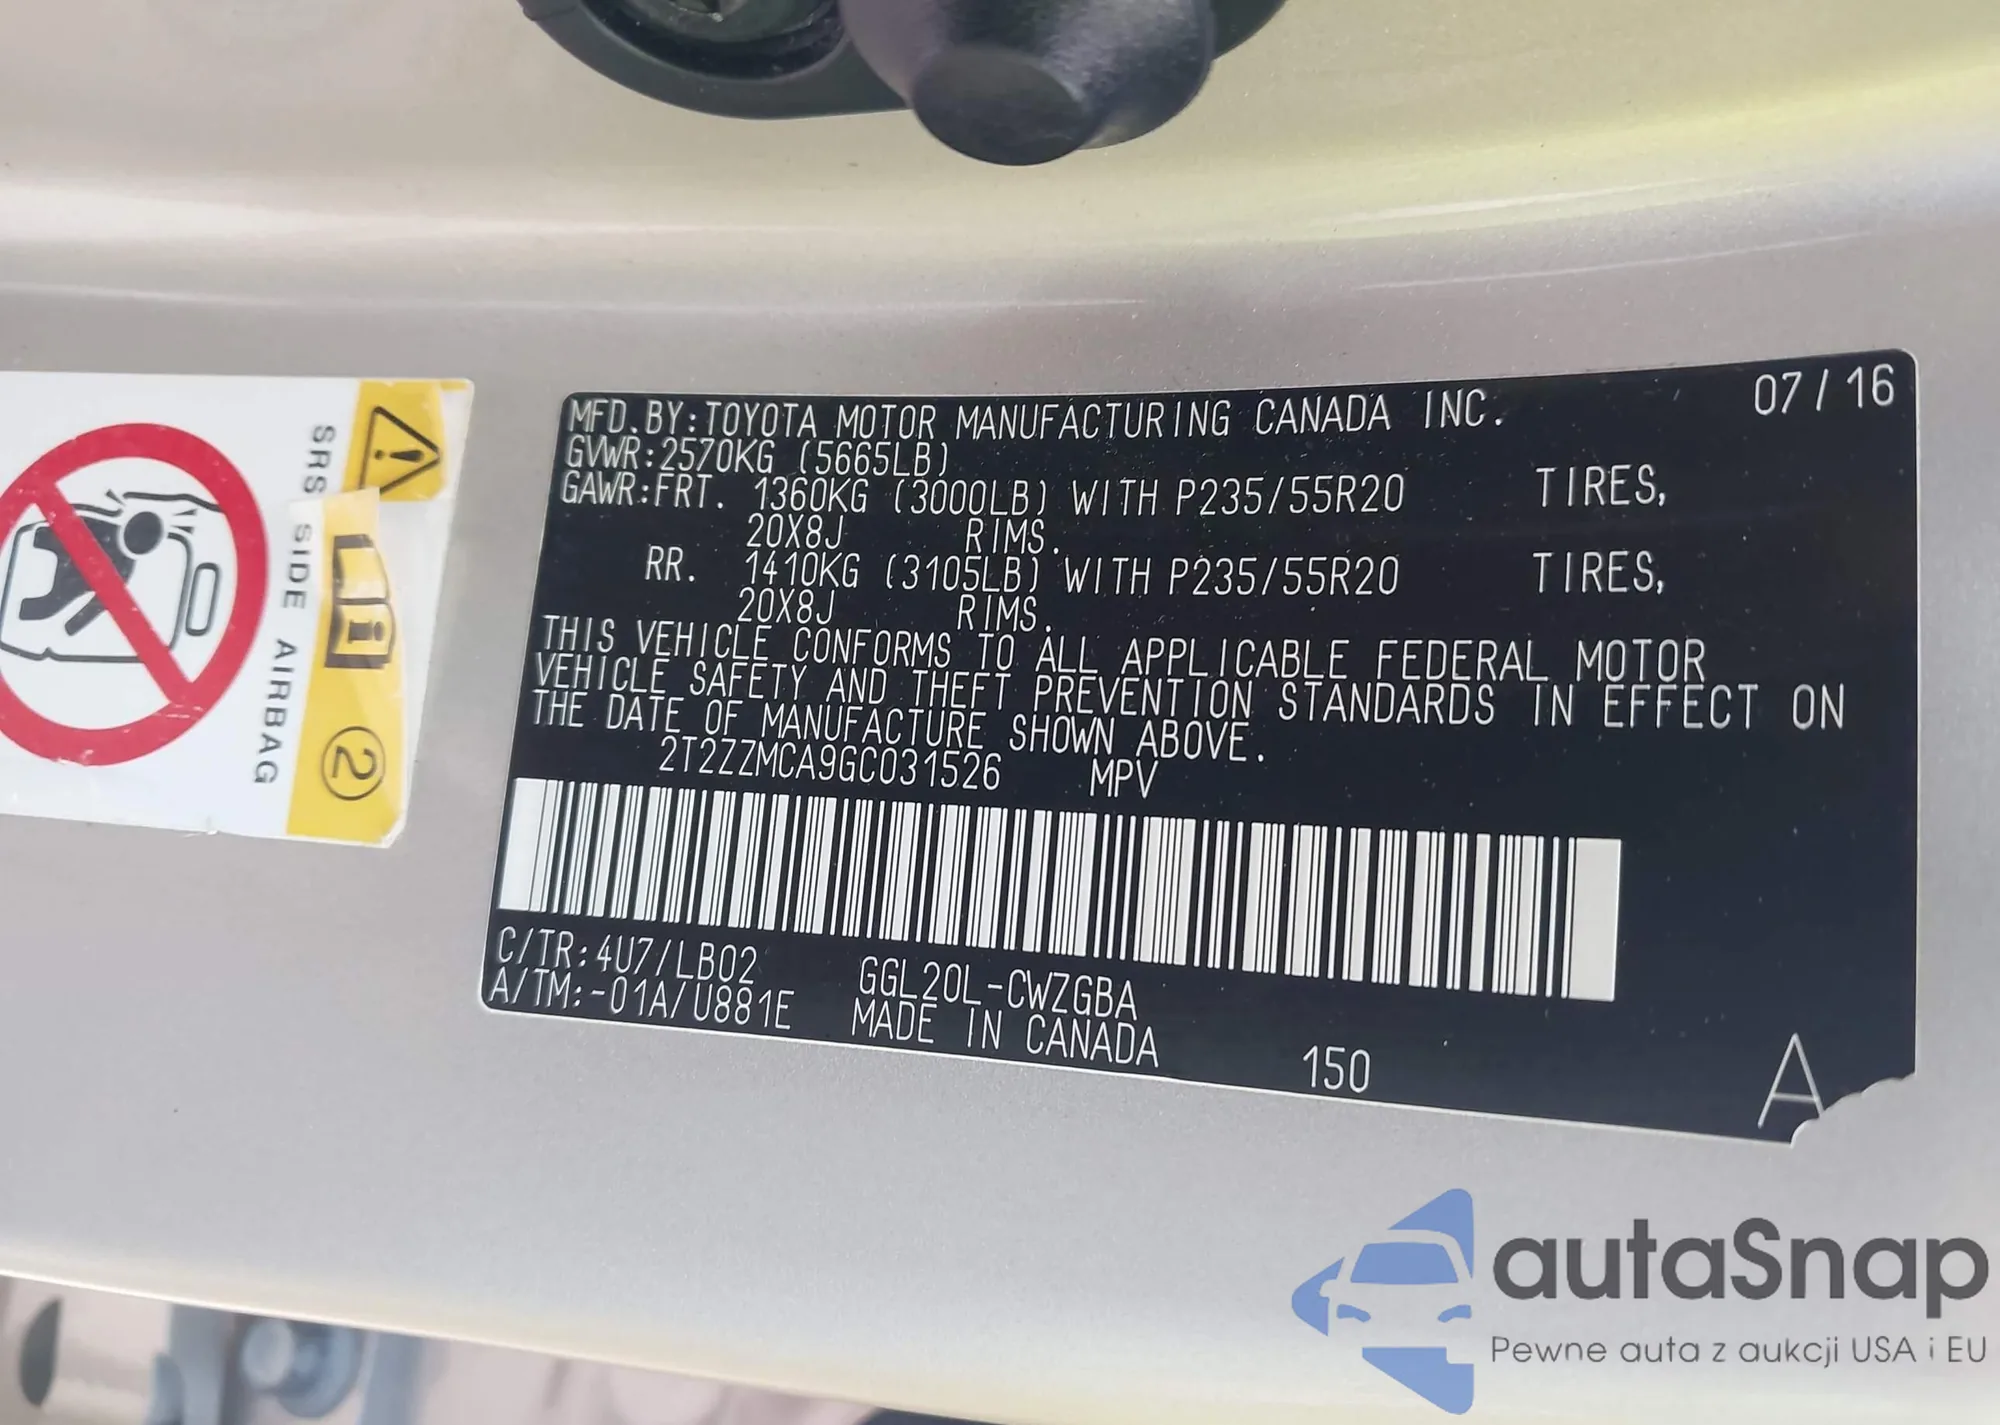 MFD. BY: TOYOTA MOTOR MANUFACTURING CANADA INC. 07/16
GVWR: 2570KG (5665LB)
GAWR: FRT. 1360KG (3000LB) WITH P235/55R20 TIRES,
20X8J RIMS.
RR. 1410KG (3105LB) WITH P235/55R20 TIRES,
20X8J RIMS.
THIS VEHICLE CONFORMS TO ALL APPLICABLE FEDERAL MOTOR
VEHICLE SAFETY AND THEFT PREVENTION STANDARDS IN EFFECT ON
THE DATE OF MANUFACTURE SHOWN ABOVE.
2T2ZZMCA9GC031526 MPV
C/TR: 4U7/LB02 GGL20L-CWZGBA
A/TM: -01A/U881E MADE IN CANADA 150 A
SRS SIDE AIRBAG
2
autaSnap
Pewne auta z aukcji USA i EU